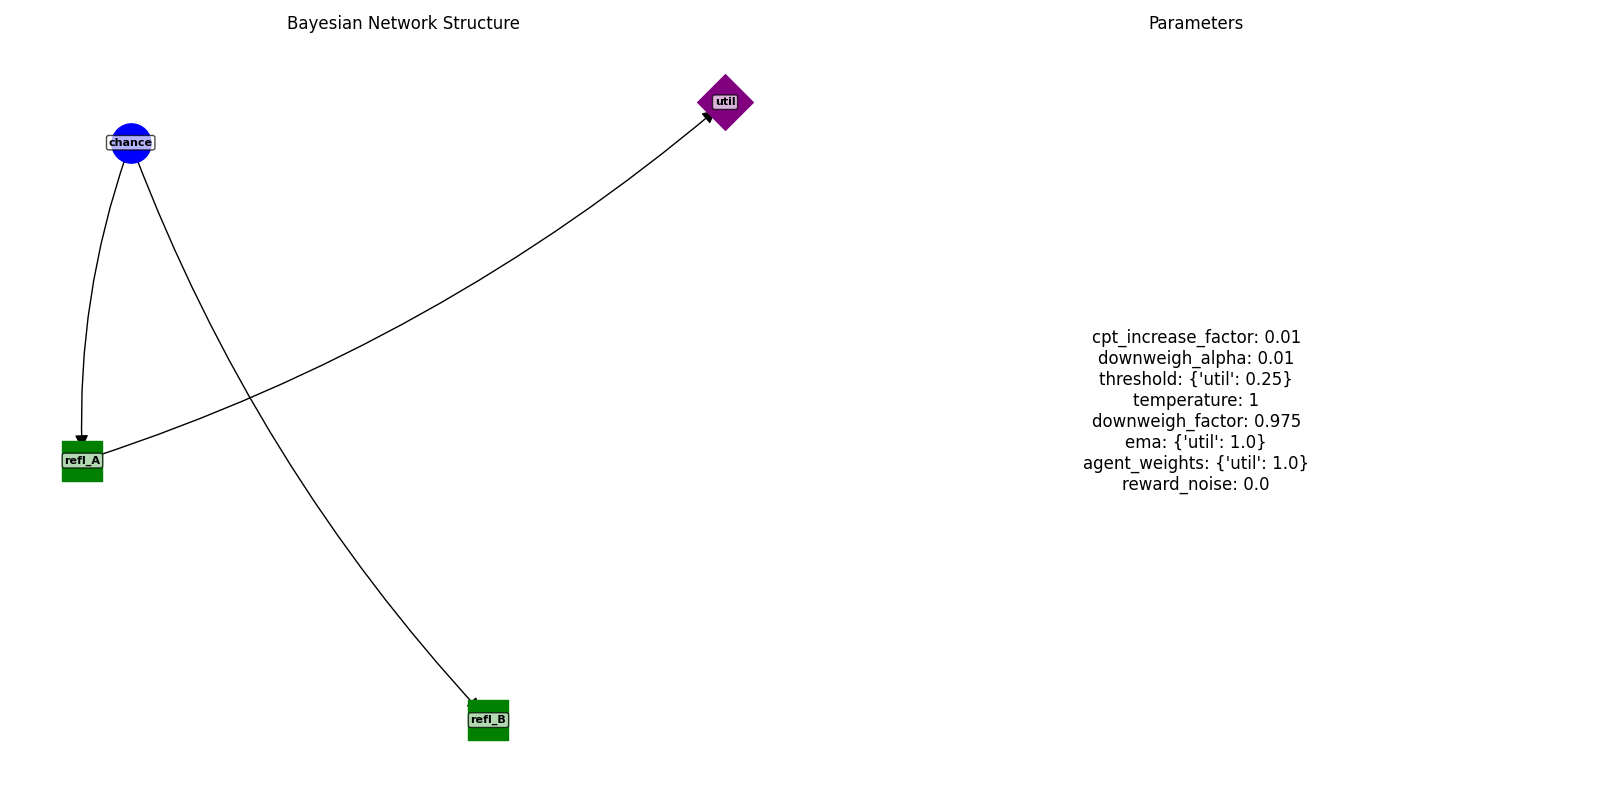 Bayesian Network Structure
Parameters
util
chance
refl_A
refl_B
cpt_increase_factor: 0.01
downweigh_alpha: 0.01
threshold: {'util': 0.25}
temperature: 1
downweigh_factor: 0.975
ema: {'util': 1.0}
agent_weights: {'util': 1.0}
reward_noise: 0.0